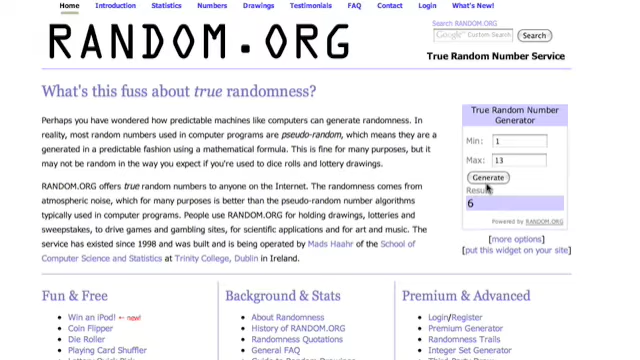 Home Introduction Statistics Numbers Drawings Testimonials FAQ Contact Login What's New!
RANDOM.ORG
Search RANDOM.ORG
Google™ Custom Search Search
True Random Number Service
What's this fuss about true randomness?
Perhaps you have wondered how predictable machines like computers can generate randomness. In
reality, most random numbers used in computer programs are pseudo-random, which means they are a
generated in a predictable fashion using a mathematical formula. This is fine for many purposes, but it
may not be random in the way you expect if you're used to dice rolls and lottery drawings.
RANDOM.ORG offers true random numbers to anyone on the Internet. The randomness comes from
atmospheric noise, which for many purposes is better than the pseudo-random number algorithms
typically used in computer programs. People use RANDOM.ORG for holding drawings, lotteries and
sweepstakes, to drive games and gambling sites, for scientific applications and for art and music. The
service has existed since 1998 and was built and is being operated by Mads Haahr of the School of
Computer Science and Statistics at Trinity College, Dublin in Ireland.
True Random Number
Generator
Min: 1
Max: 13
Generate
Result:
6
Powered by RANDOM.ORG
[more options]
[put this widget on your site]
Fun & Free
Win an iPod! ← new!
Coin Flipper
Die Roller
Playing Card Shuffler
Background & Stats
About Randomness
History of RANDOM.ORG
Random Quotations
General FAQ
Premium & Advanced
Login/Register
Premium Generator
Randomness Trails
Integer Set Generator